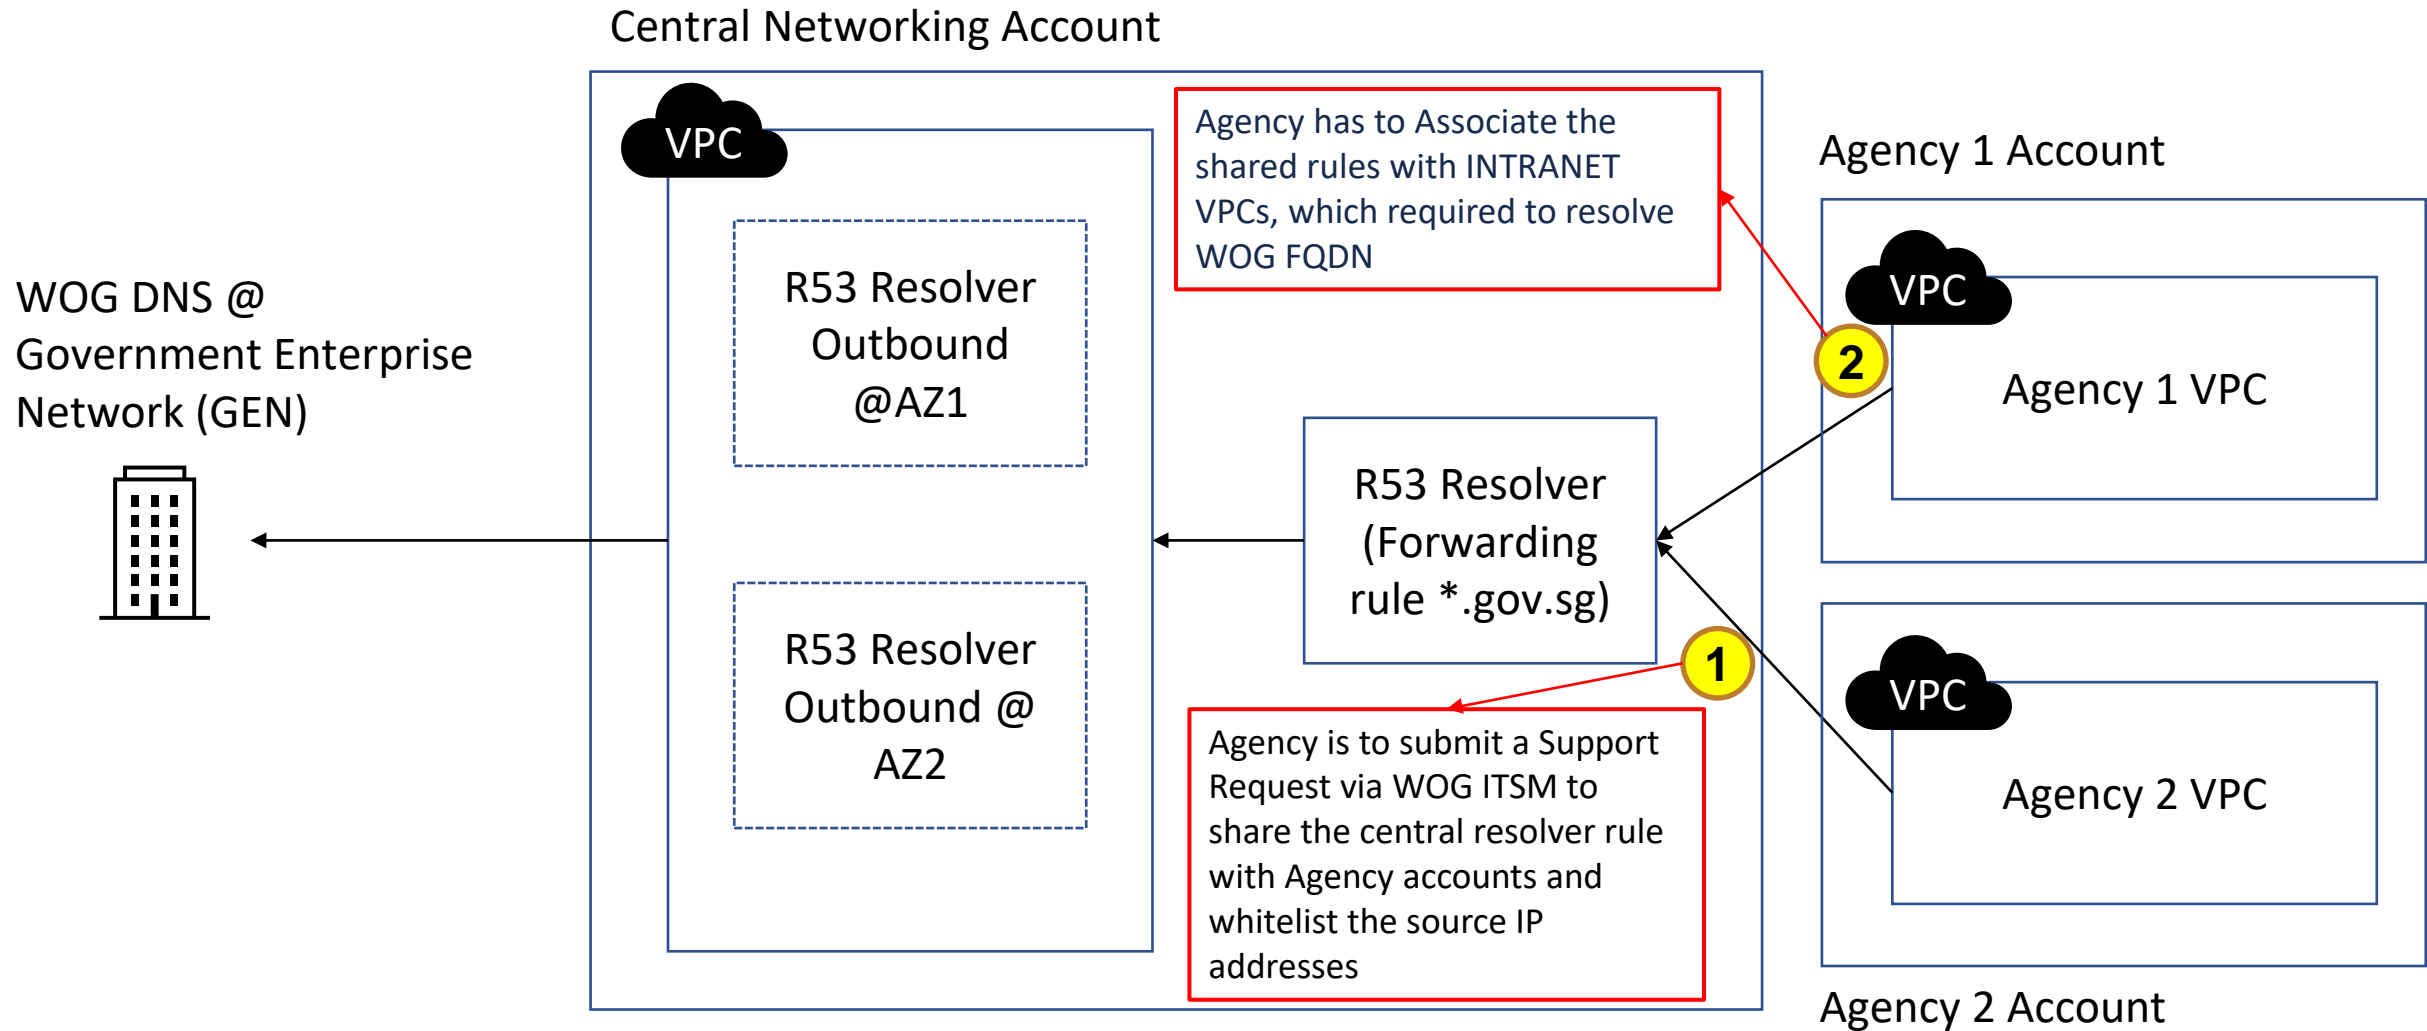 Central Networking Account
VPC
Agency has to Associate the
shared rules with INTRANET
VPCs, which required to resolve
WOG FQDN
Agency 1 Account
VPC
Agency 1 VPC
2
R53 Resolver
Outbound
@AZ1
WOG DNS @
Government Enterprise
Network (GEN)
R53 Resolver
(Forwarding
rule *.gov.sg)
1
R53 Resolver
Outbound @
AZ2
Agency is to submit a Support
Request via WOG ITSM to
share the central resolver rule
with Agency accounts and
whitelist the source IP
addresses
VPC
Agency 2 VPC
Agency 2 Account